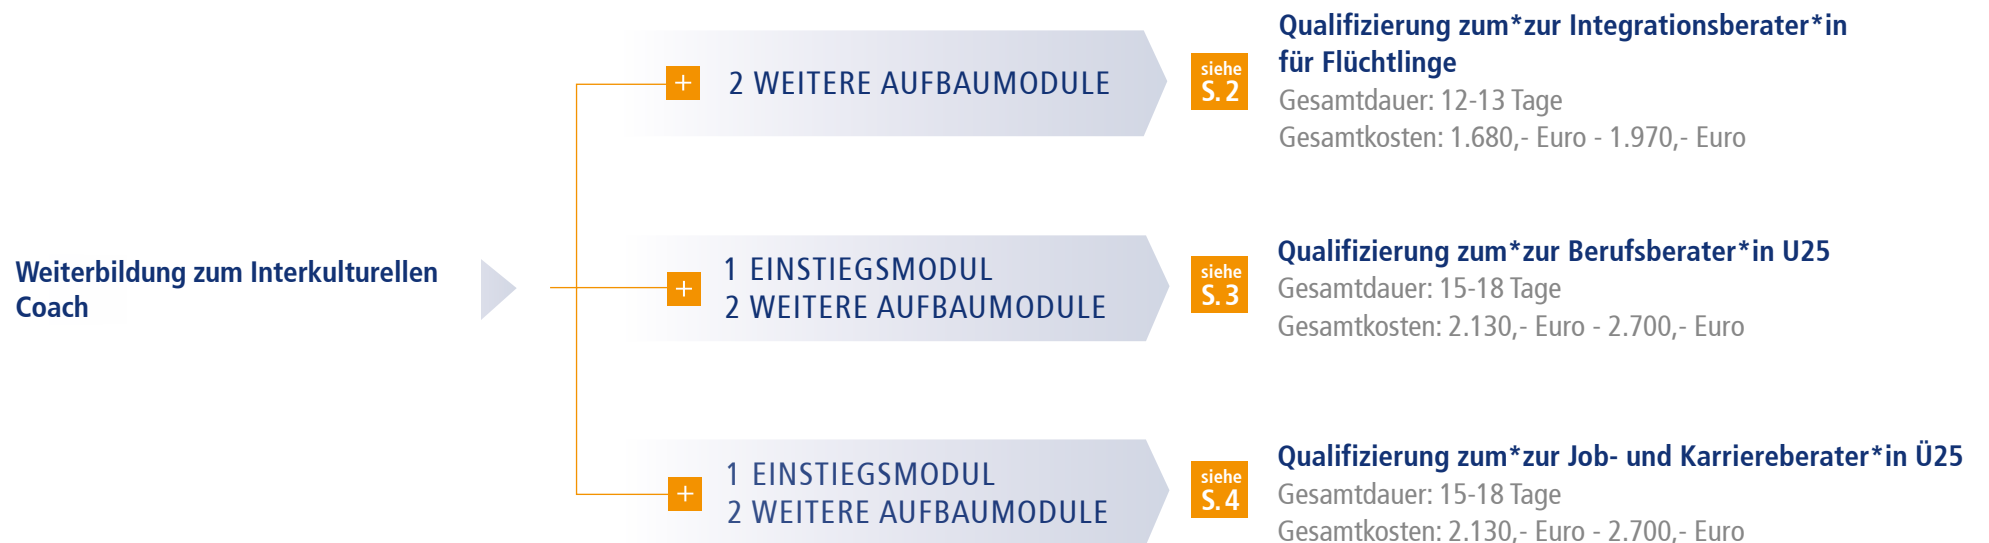 Weiterbildung zum Interkulturellen
Coach
+
2 WEITERE AUFBAUMODULE
siehe
S. 2
Qualifizierung zum*zur Integrationsberater*in
für Flüchtlinge
Gesamtdauer: 12-13 Tage
Gesamtkosten: 1.680,- Euro - 1.970,- Euro
+
1 EINSTIEGSMODUL
2 WEITERE AUFBAUMODULE
siehe
S. 3
Qualifizierung zum*zur Berufsberater*in U25
Gesamtdauer: 15-18 Tage
Gesamtkosten: 2.130,- Euro - 2.700,- Euro
+
1 EINSTIEGSMODUL
2 WEITERE AUFBAUMODULE
siehe
S. 4
Qualifizierung zum*zur Job- und Karriereberater*in Ü25
Gesamtdauer: 15-18 Tage
Gesamtkosten: 2.130,- Euro - 2.700,- Euro